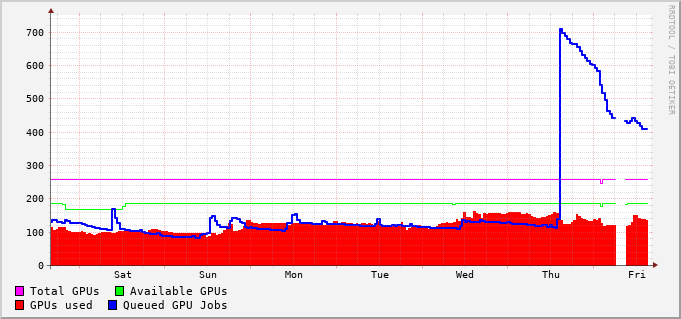 RRDTOOL / TOBI OETIKER
700
600
500
400
300
200
100
0
Sat Sun Mon Tue Wed Thu Fri
Total GPUs Available GPUs
GPUs used Queued GPU Jobs